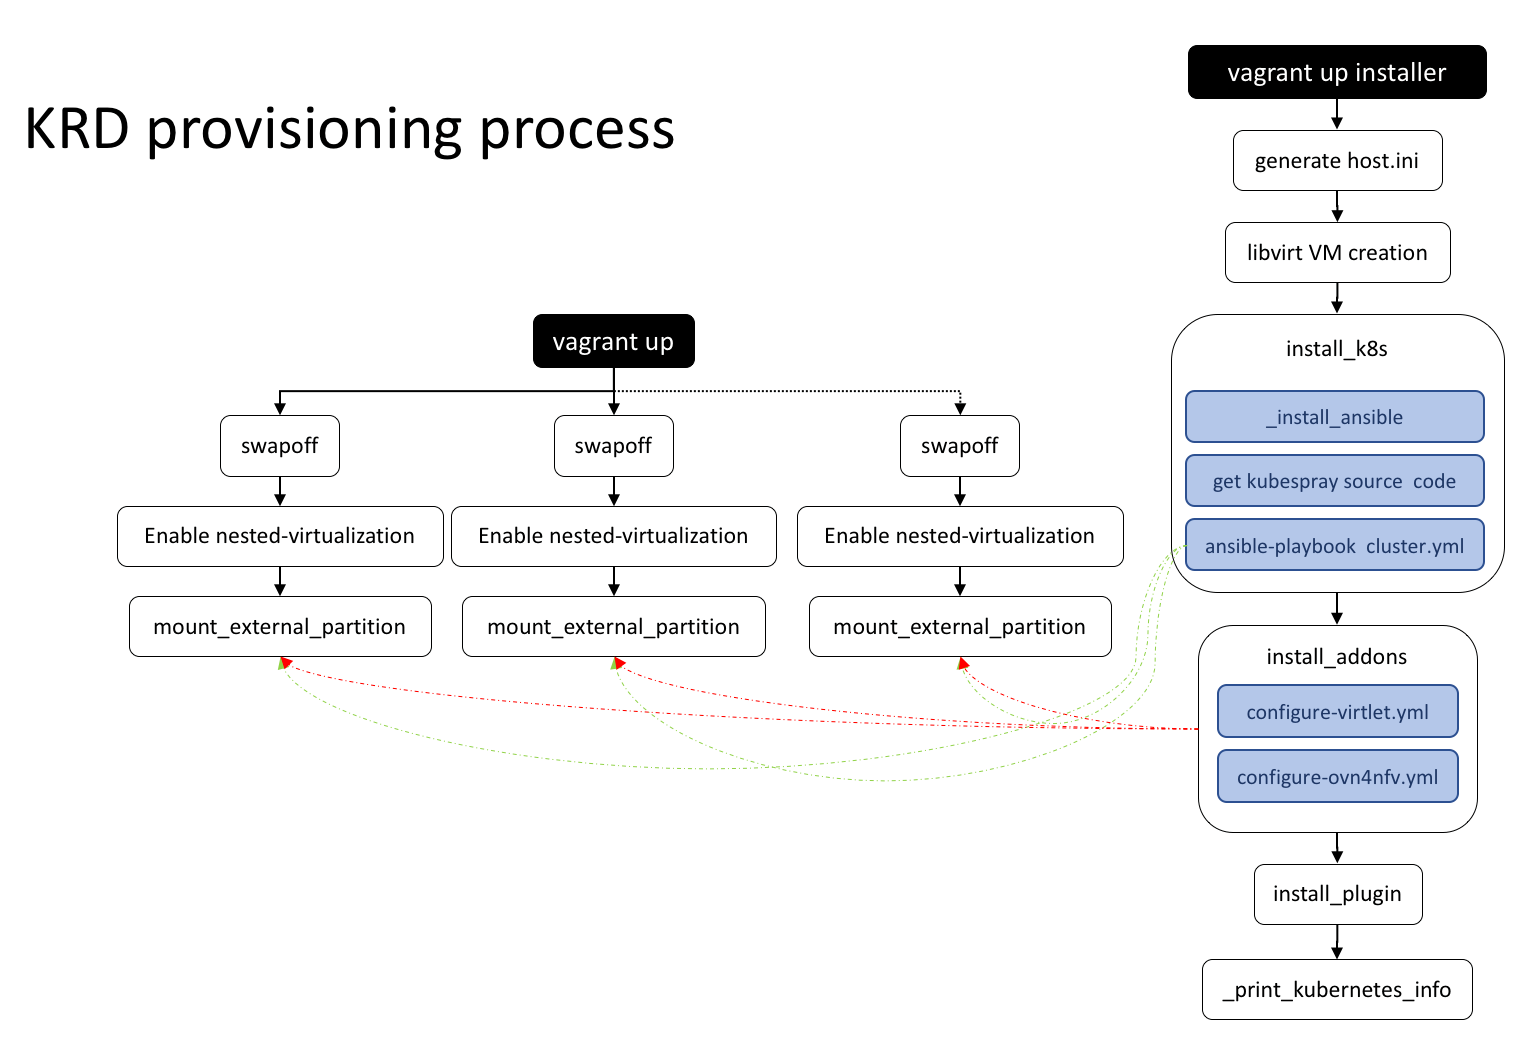 KRD provisioning process
vagrant up
swapoff
swapoff
swapoff
Enable nested-virtualization
Enable nested-virtualization
Enable nested-virtualization
mount_external_partition
mount_external_partition
mount_external_partition
vagrant up installer
generate host.ini
libvirt VM creation
install_k8s
_install_ansible
get kubespray source code
ansible-playbook cluster.yml
install_addons
configure-virtlet.yml
configure-ovn4nfv.yml
install_plugin
_print_kubernetes_info